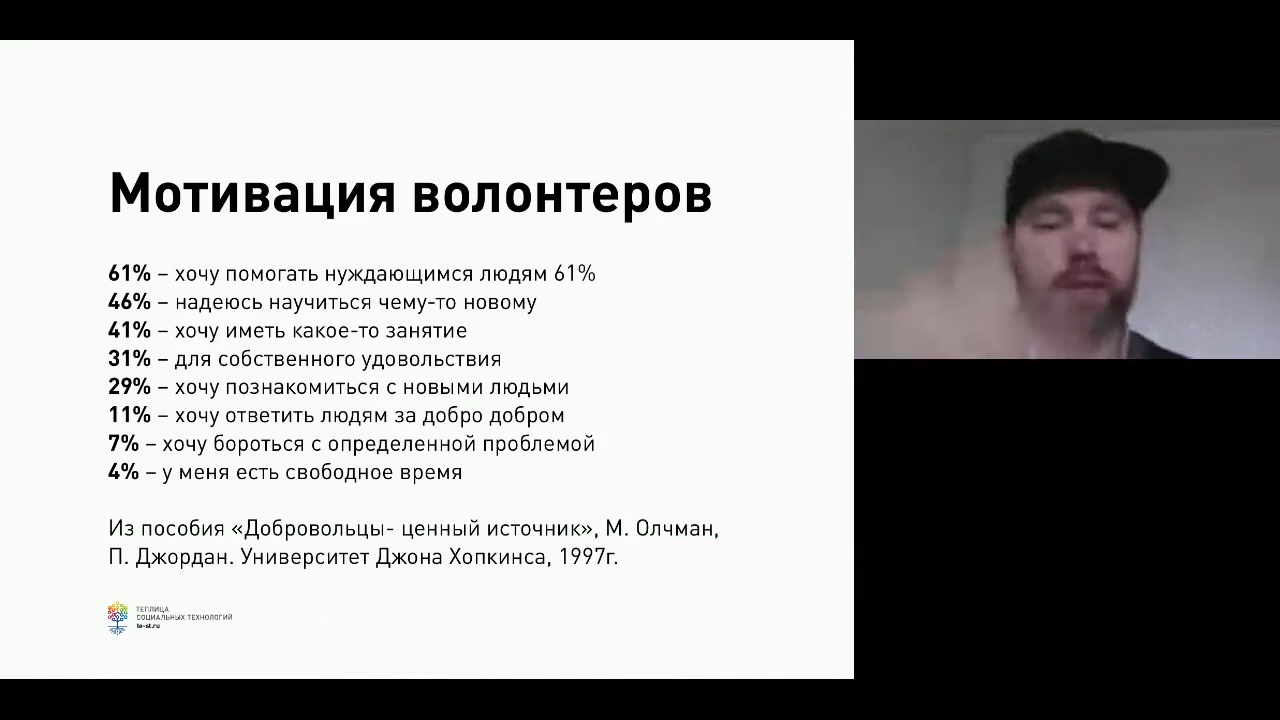 Мотивация волонтеров
61% – хочу помогать нуждающимся людям 61%
46% – надеюсь научиться чему-то новому
41% – хочу иметь какое-то занятие
31% – для собственного удовольствия
29% – хочу познакомиться с новыми людьми
11% – хочу ответить людям за добро добром
7% – хочу бороться с определенной проблемой
4% – у меня есть свободное время
Из пособия «Добровольцы- ценный источник», М. Олчман,
П. Джордан. Университет Джона Хопкинса, 1997г.
ТЕПЛИЦА
СОЦИАЛЬНЫХ ТЕХНОЛОГИЙ
te-st.ru